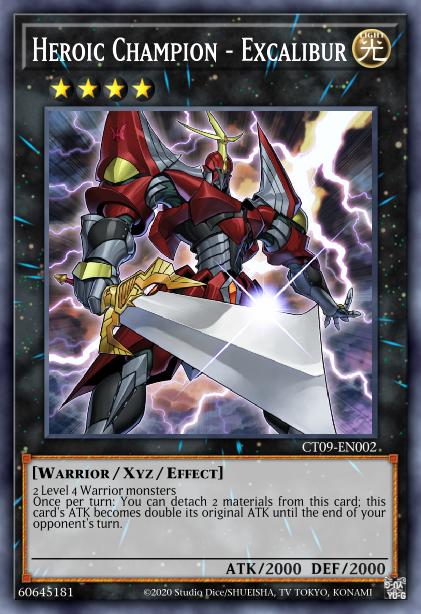 HEROIC CHAMPION - EXCALIBUR
LIGHT
光
CT09-EN002
[WARRIOR / XYZ / EFFECT]
2 Level 4 Warrior monsters
Once per turn: You can detach 2 materials from this card; this
card's ATK becomes double its original ATK until the end of your
opponent's turn.
ATK/2000 DEF/2000
60645181
©2020 Studio Dice/SHUEISHA, TV TOKYO, KONAMI